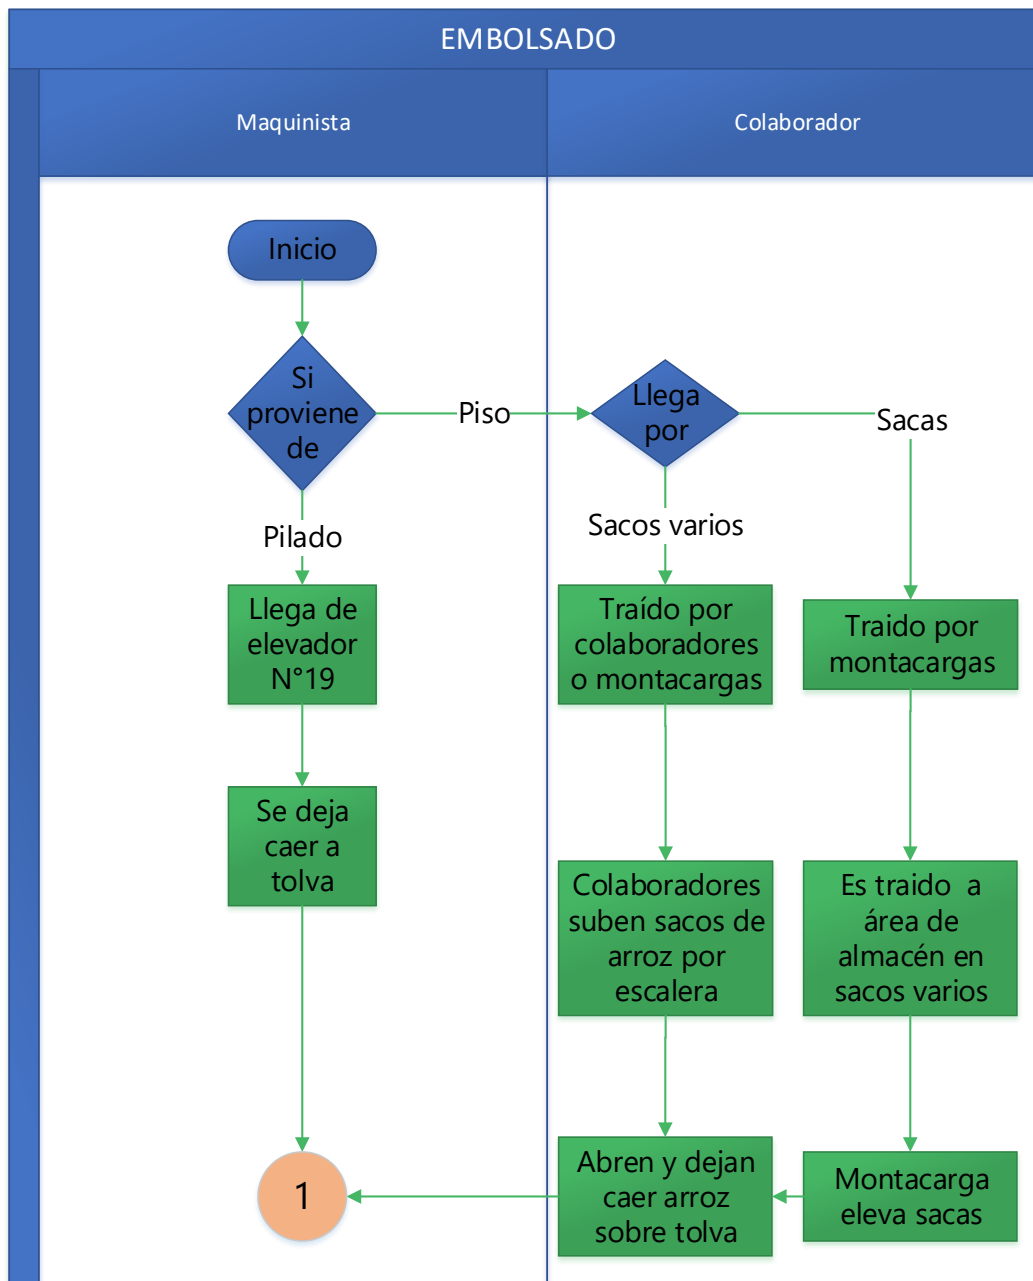 EMBOLSADO
Maquinista
Colaborador
Inicio
Si
proviene
de
Piso
Llega
por
Sacas
Pilado
Sacos varios
Llega de
elevador
N°19
Traído por
colaboradores
o montacargas
Traido por
montacargas
Se deja
caer a
tolva
Colaboradores
suben sacos de
arroz por
escalera
Es traido a
área de
almacén en
sacos varios
1
Abren y dejan
caer arroz
sobre tolva
Montacarga
eleva sacas